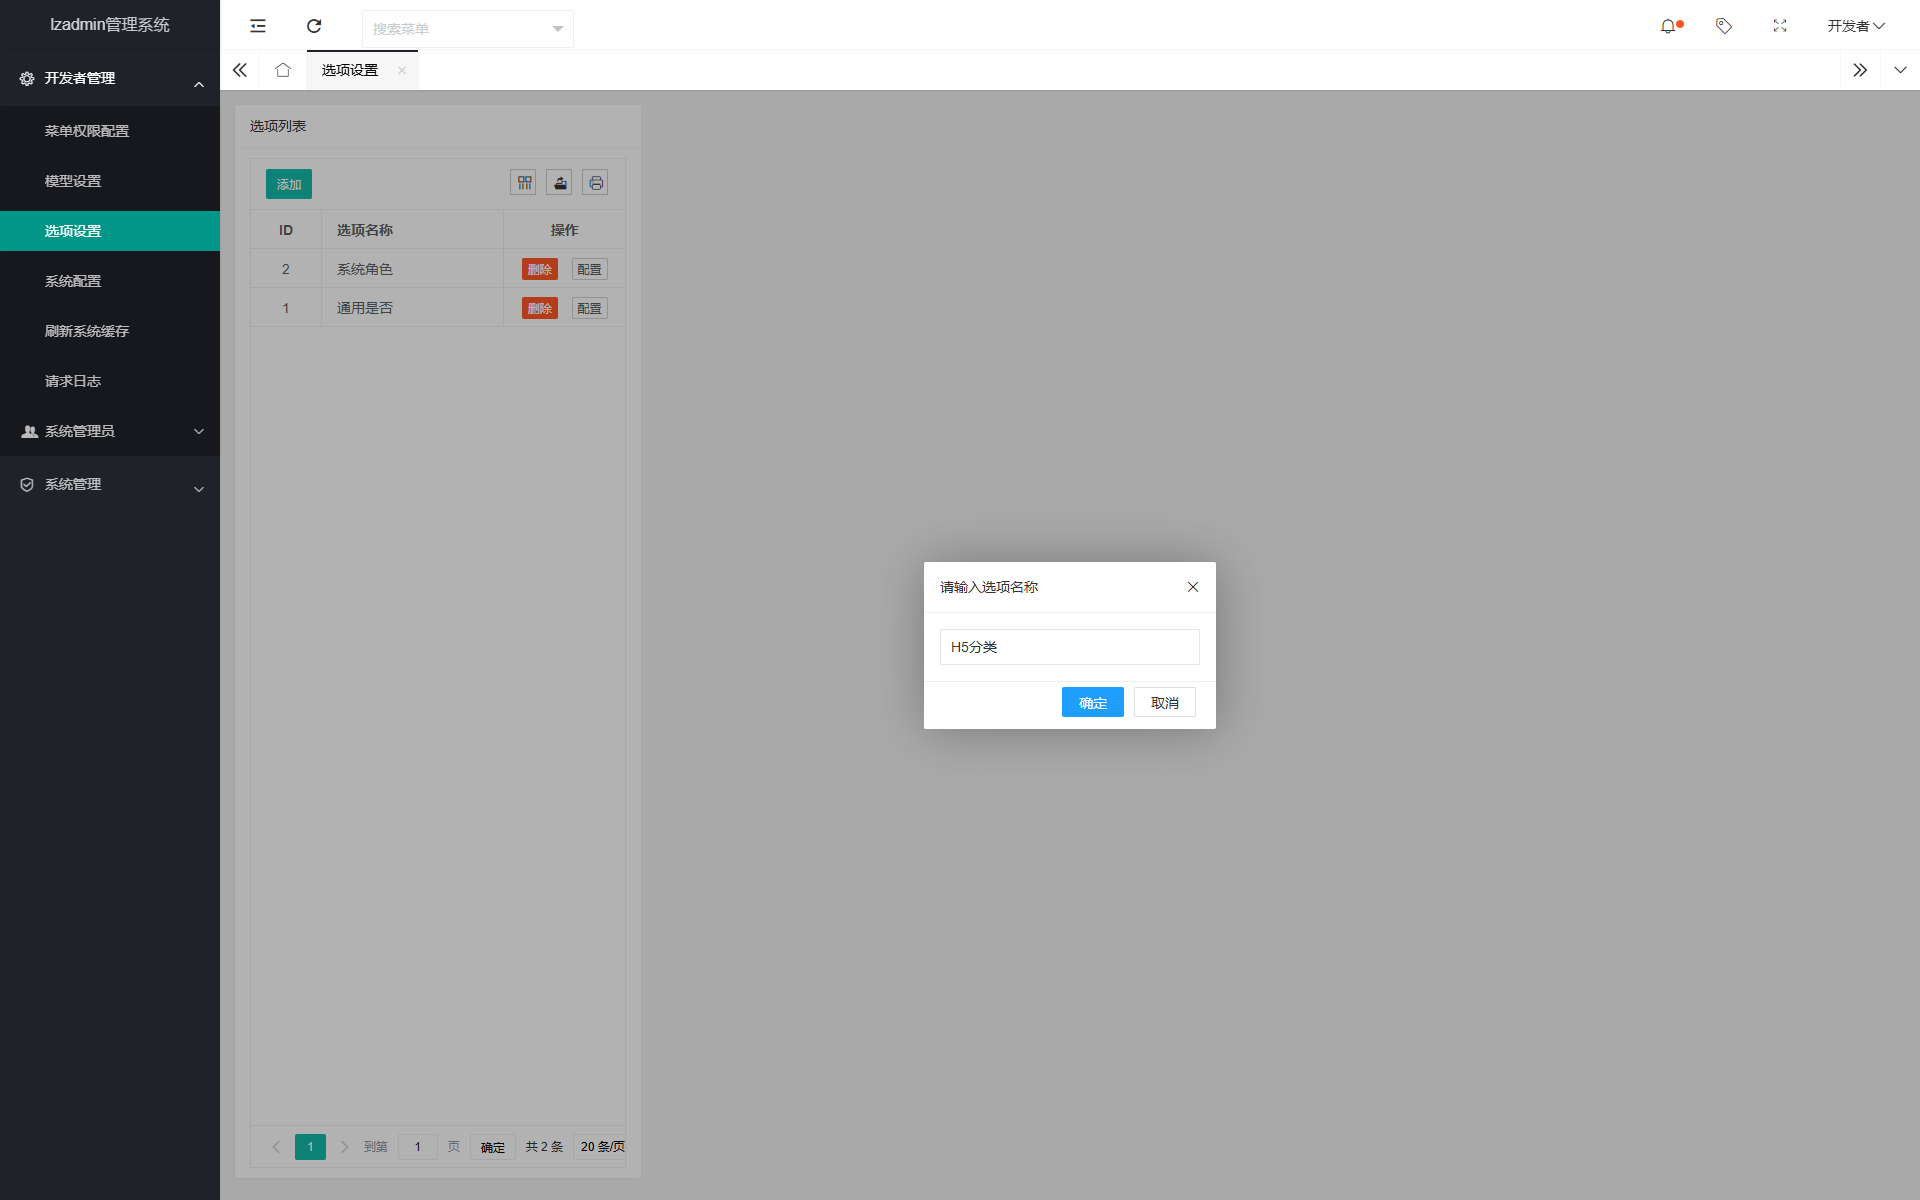 lzadmin管理系统
开发者管理
菜单权限配置
模型设置
选项设置
系统配置
刷新系统缓存
请求日志
系统管理员
系统管理
搜索菜单
开发者
选项设置
选项列表
添加
ID 选项名称 操作
2 系统角色 删除 配置
1 通用是否 删除 配置
请输入选项名称
H5分类
确定 取消
1 到第 1 页 确定 共 2 条 20 条/页